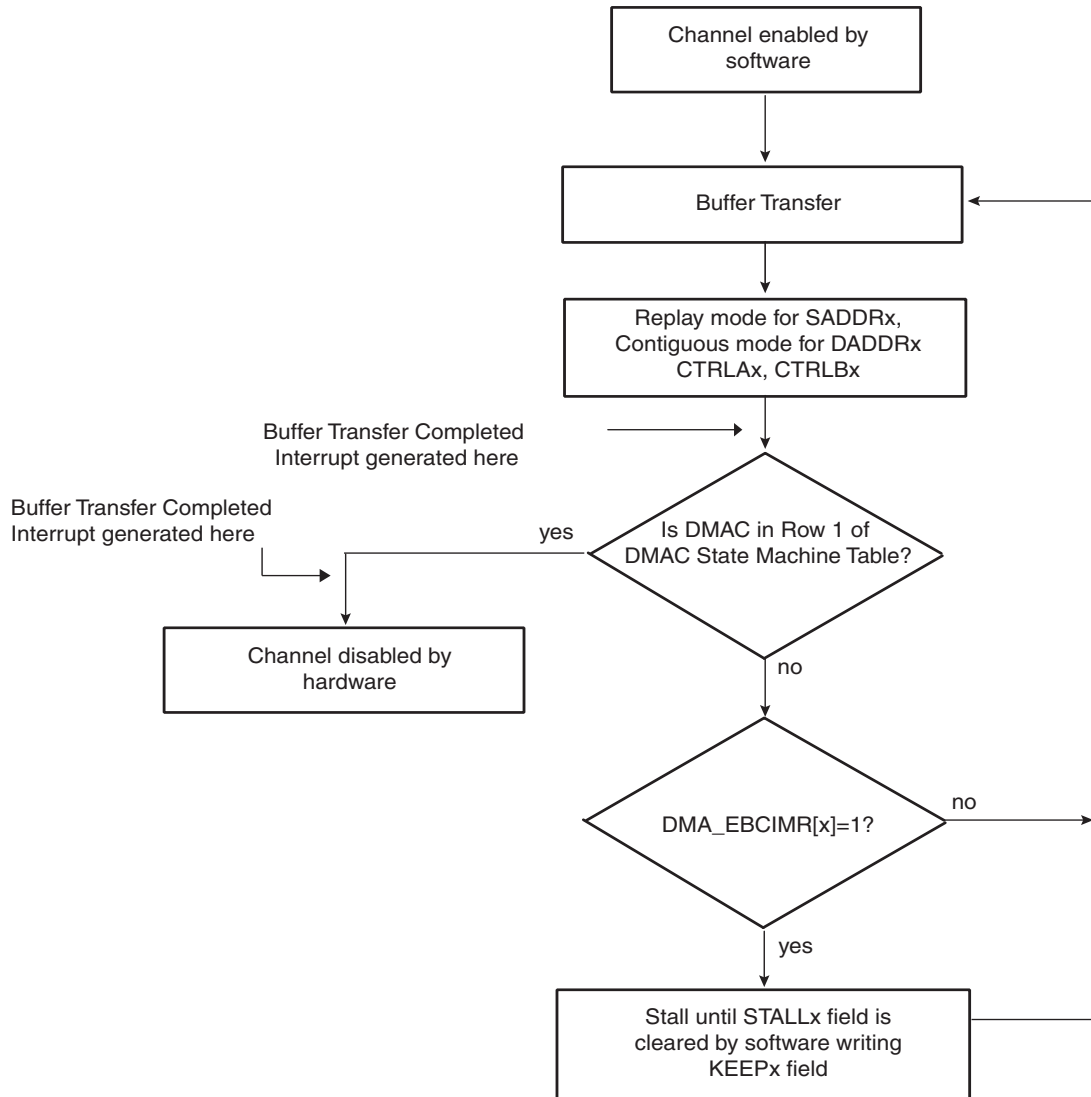 Channel enabled by
software
Buffer Transfer
Replay mode for SADDRx,
Contiguous mode for DADDRx
CTRLAx, CTRLBx
Buffer Transfer Completed
Interrupt generated here
Buffer Transfer Completed
Interrupt generated here
yes
Is DMAC in Row 1 of
DMAC State Machine Table?
Channel disabled by
hardware
no
DMA_EBCIMR[x]=1?
no
yes
Stall until STALLx field is
cleared by software writing
KEEPx field